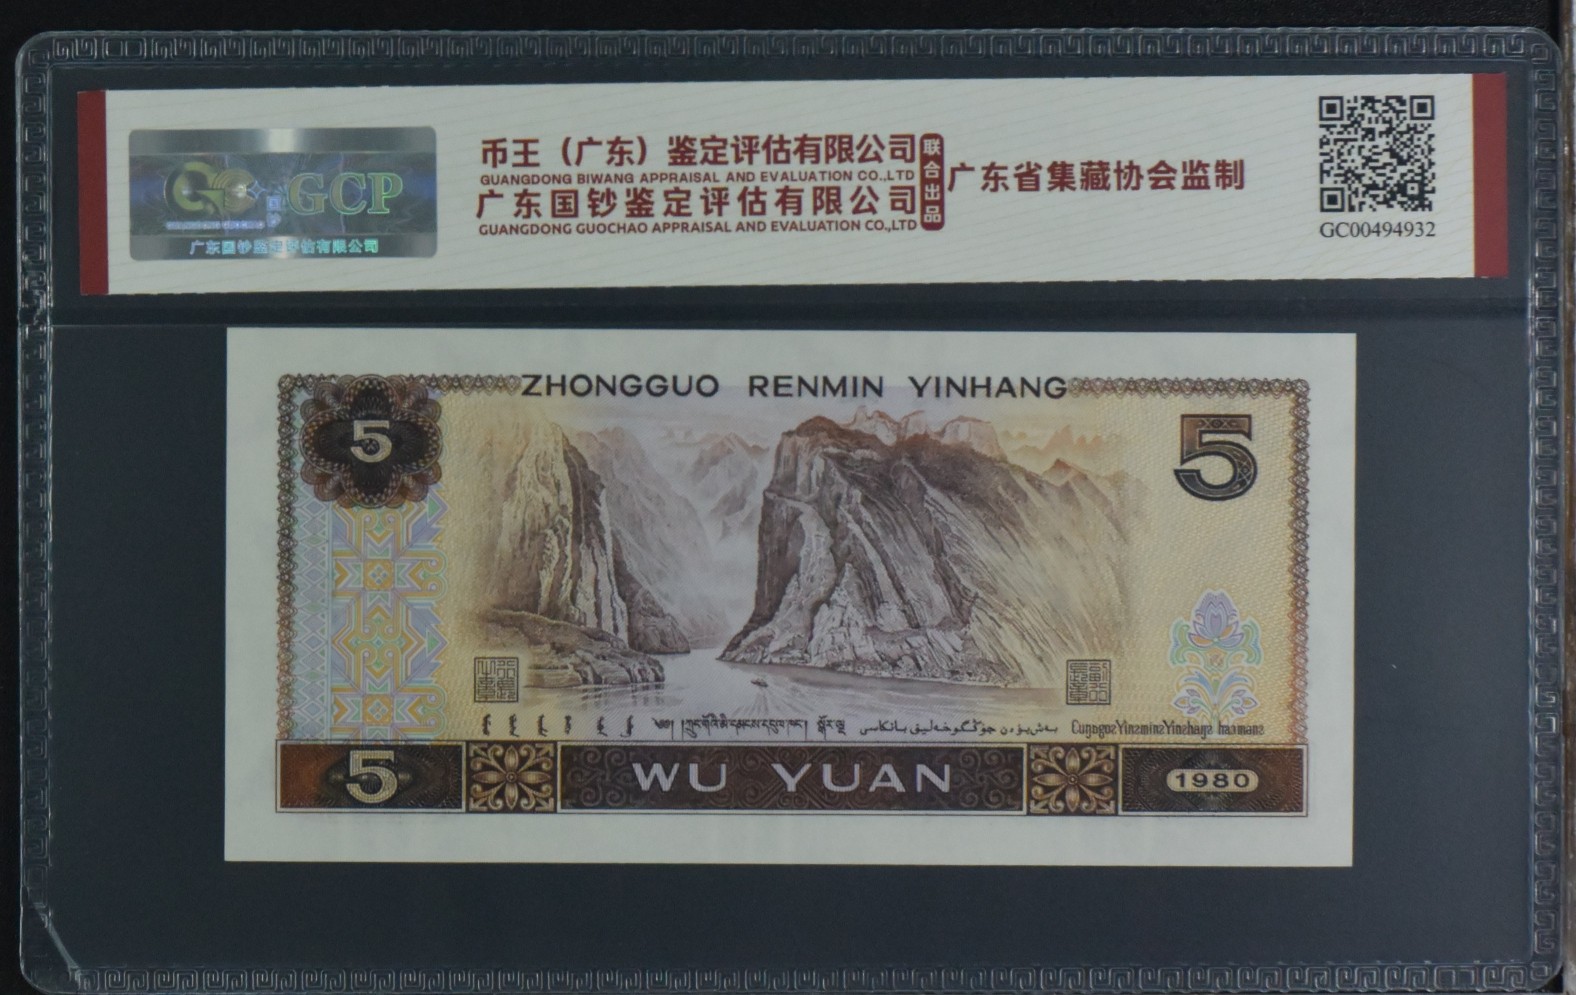 GCP
广东国钞鉴定评估有限公司
币王（广东）鉴定评估有限公司
GUANGDONG BIWANG APPRAISAL AND EVALUATION CO.,LTD
广东国钞鉴定评估有限公司
GUANGDONG GUOCHAO APPRAISAL AND EVALUATION CO.,LTD
联合出品
广东省集藏协会监制
GC00494932
ZHONGGUO RENMIN YINHANG
5
5
5
WU YUAN
1980